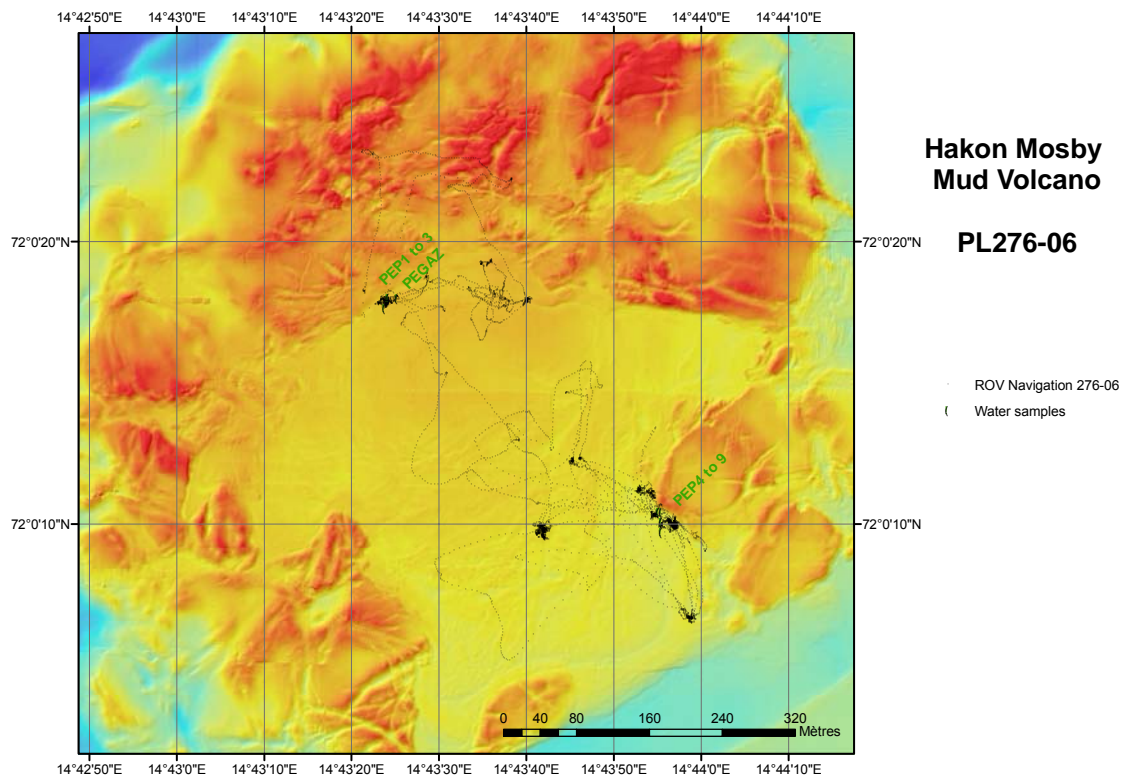 14°42'50"E 14°43'0"E 14°43'10"E 14°43'20"E 14°43'30"E 14°43'40"E 14°43'50"E 14°44'0"E 14°44'10"E
Hakon Mosby
Mud Volcano
PL276-06
72°0'20"N 72°0'20"N
PEP1 to 3
PEGAZ
ROV Navigation 276-06
Water samples
PEP4 to 9
72°0'10"N 72°0'10"N
0 40 80 160 240 320
Mètres
14°42'50"E 14°43'0"E 14°43'10"E 14°43'20"E 14°43'30"E 14°43'40"E 14°43'50"E 14°44'0"E 14°44'10"E